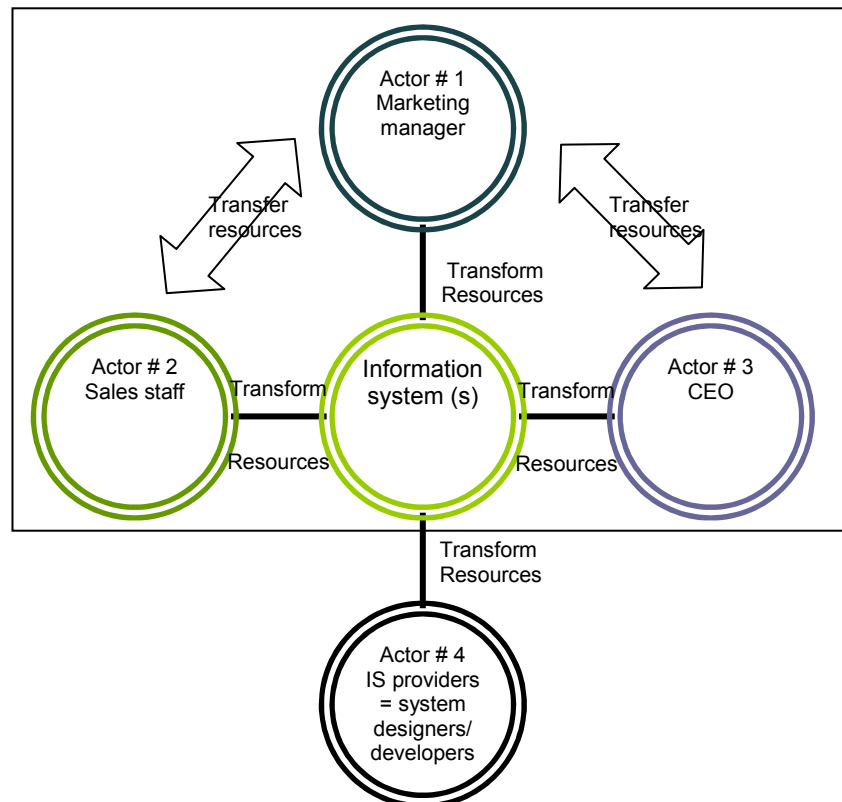 Actor # 1
Marketing
manager
Transfer
resources
Transfer
resources
Transform
Resources
Actor # 2
Sales staff
Transform
Resources
Information
system (s)
Transform
Resources
Actor # 3
CEO
Transform
Resources
Actor # 4
IS providers
= system
designers/
developers